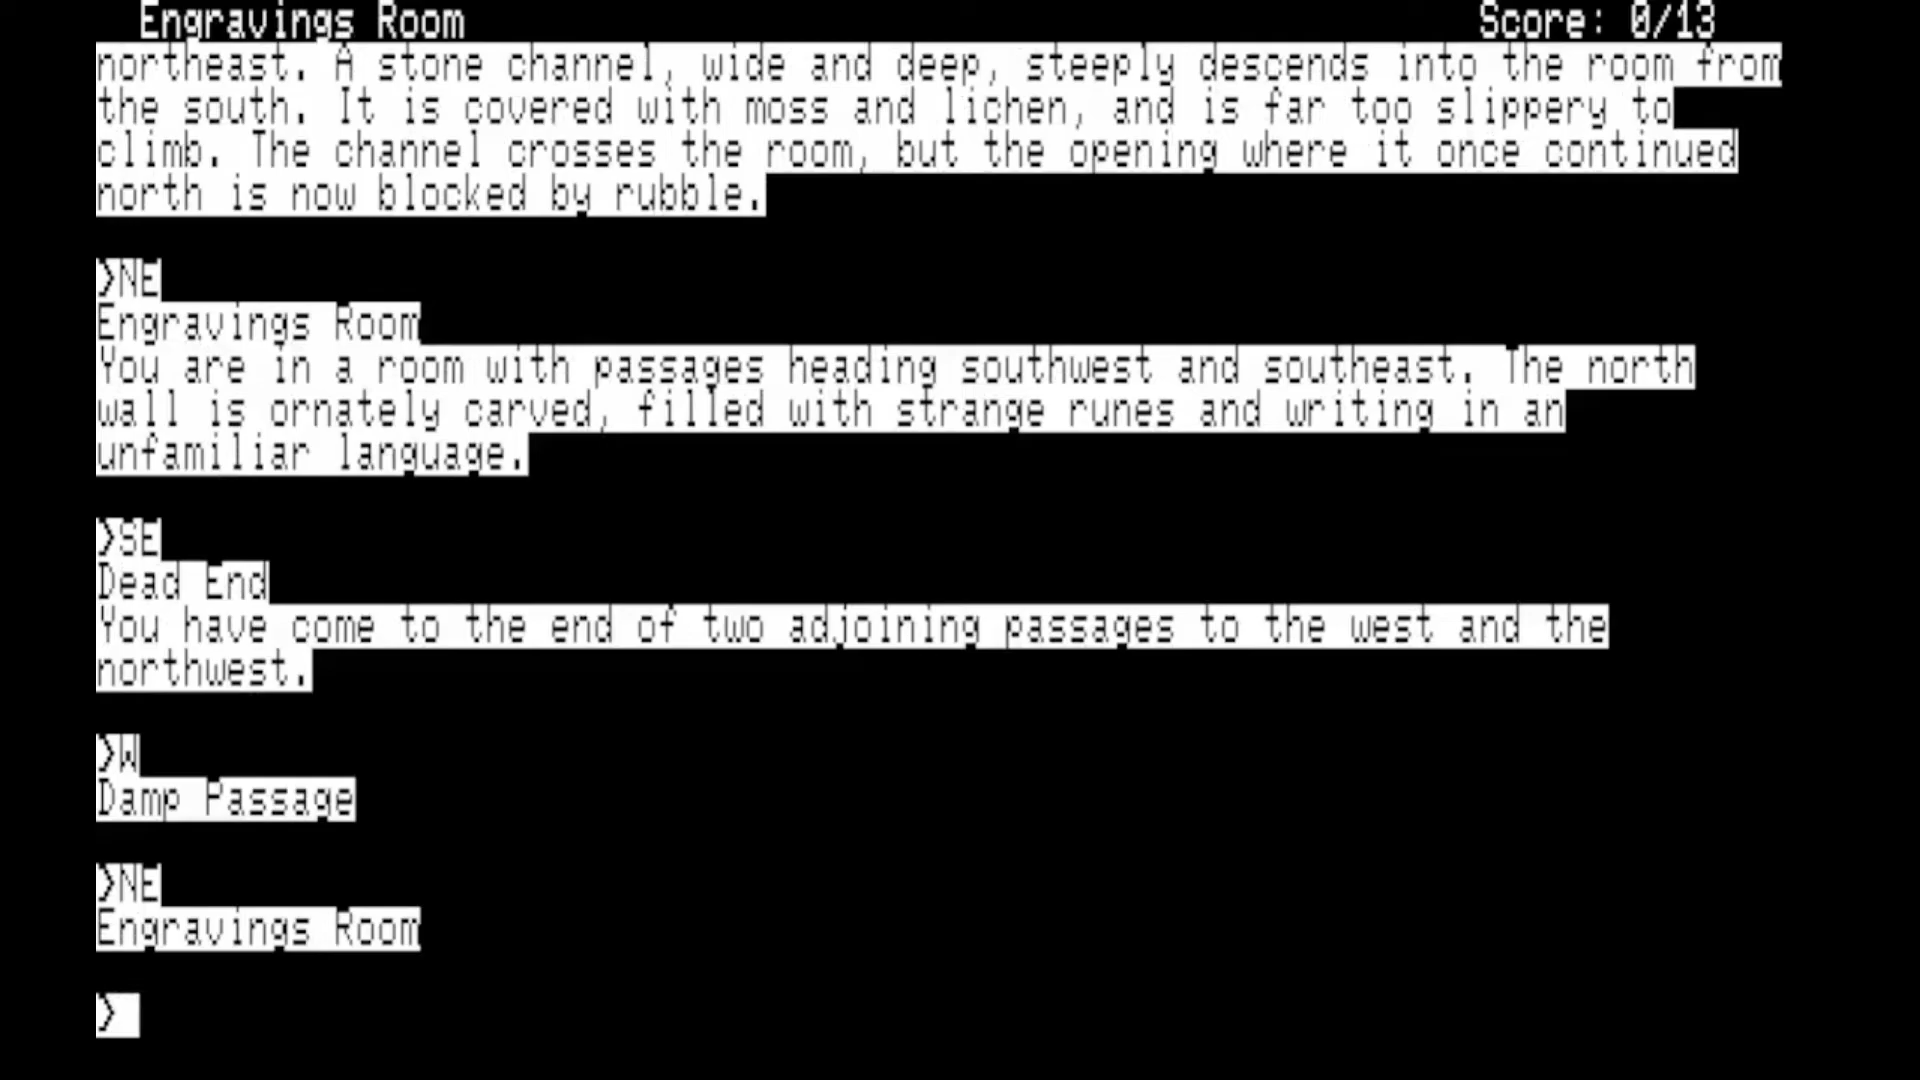 Engravings Room Score: 0/13
northeast. A stone channel, wide and deep, steeply descends into the room from
the south. It is covered with moss and lichen, and is far too slippery to
climb. The channel crosses the room, but the opening where it once continued
north is now blocked by rubble.
>NE
Engravings Room
You are in a room with passages heading southwest and southeast. The north
wall is ornately carved, filled with strange runes and writing in an
unfamiliar language.
>SE
Dead End
You have come to the end of two adjoining passages to the west and the
northwest.
>W
Damp Passage
>NE
Engravings Room
>